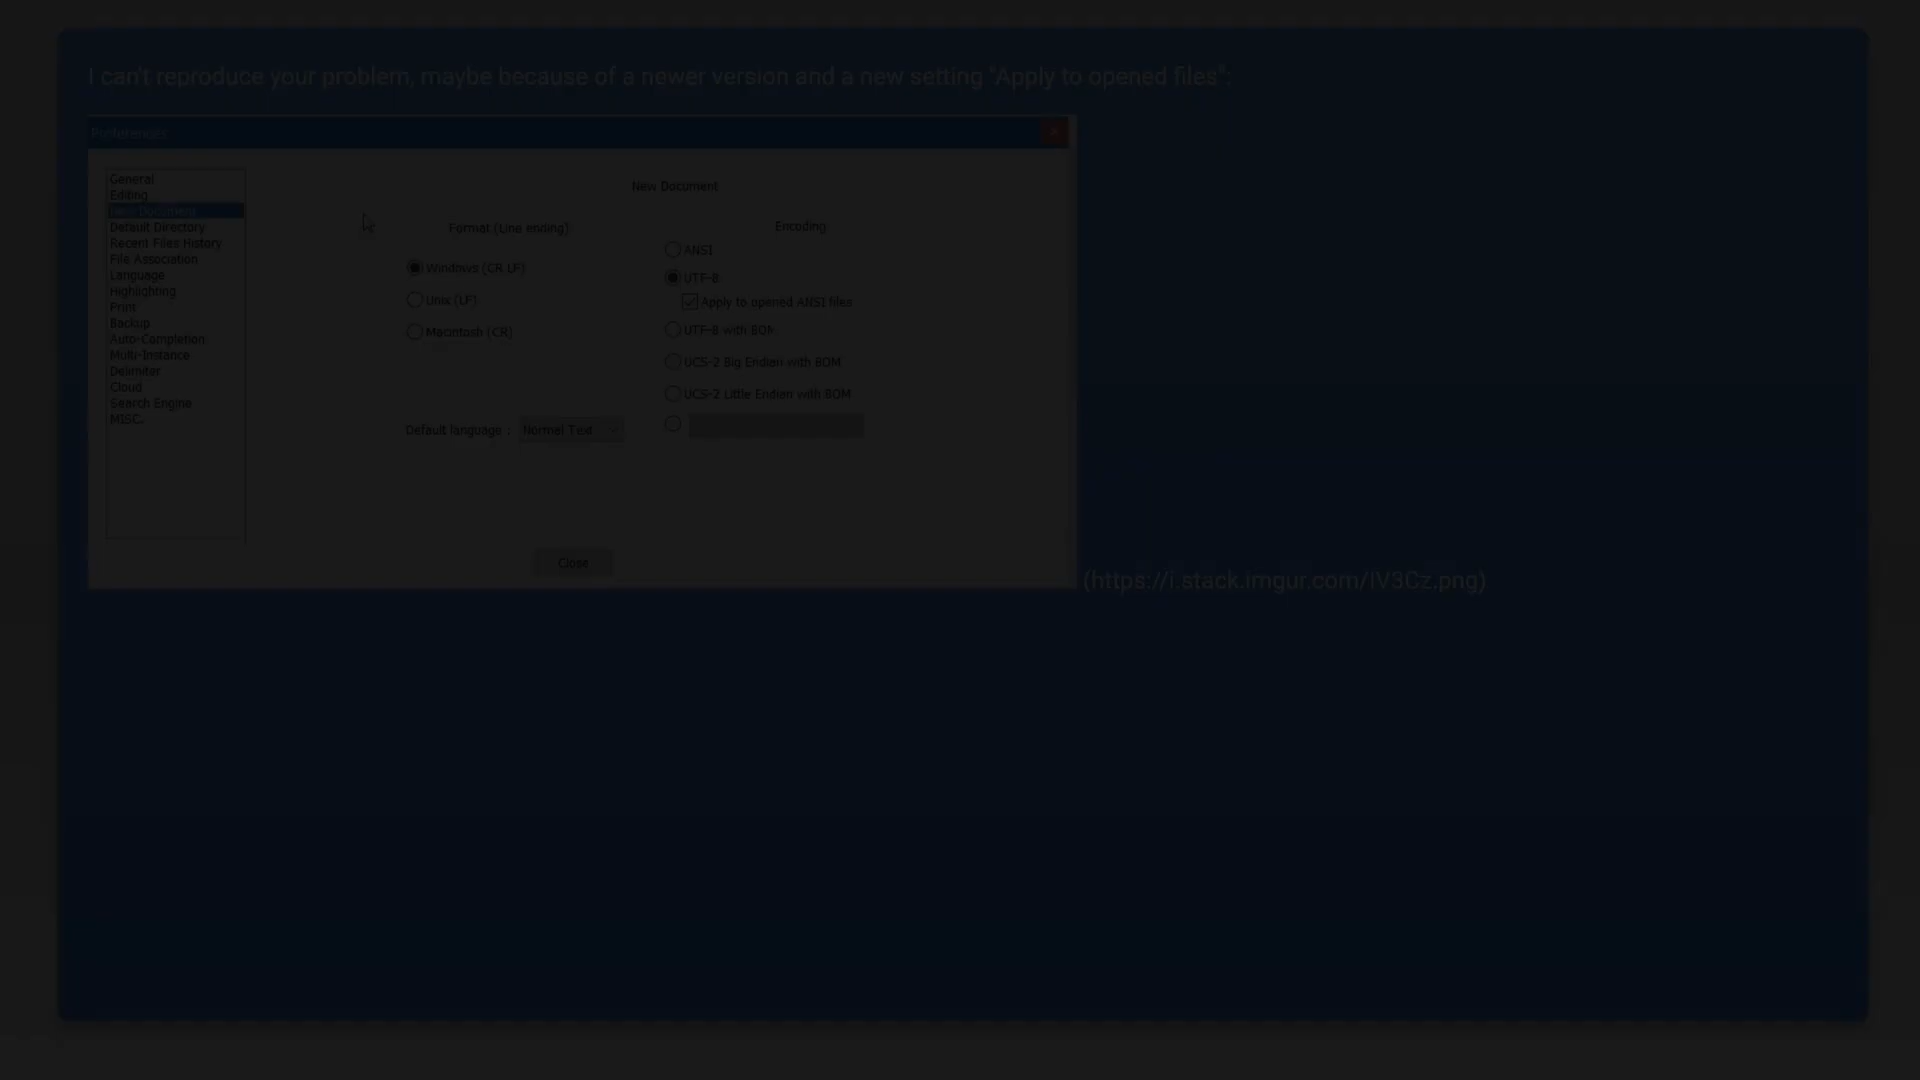 I can't reproduce your problem, maybe because of a newer version and a new setting "Apply to opened files":
Preferences
General
Editing
New Document
Default Directory
Recent Files History
File Association
Language
Highlighting
Print
Backup
Auto-Completion
Multi-Instance
Delimiter
Cloud
Search Engine
MISC.
New Document
Format (Line ending)
Windows (CR LF)
Unix (LF)
Macintosh (CR)
Default language :
Normal Text
Encoding
ANSI
UTF-8
Apply to opened ANSI files
UTF-8 with BOM
UCS-2 Big Endian with BOM
UCS-2 Little Endian with BOM
Close
(https://i.stack.imgur.com/IV3Cz.png)